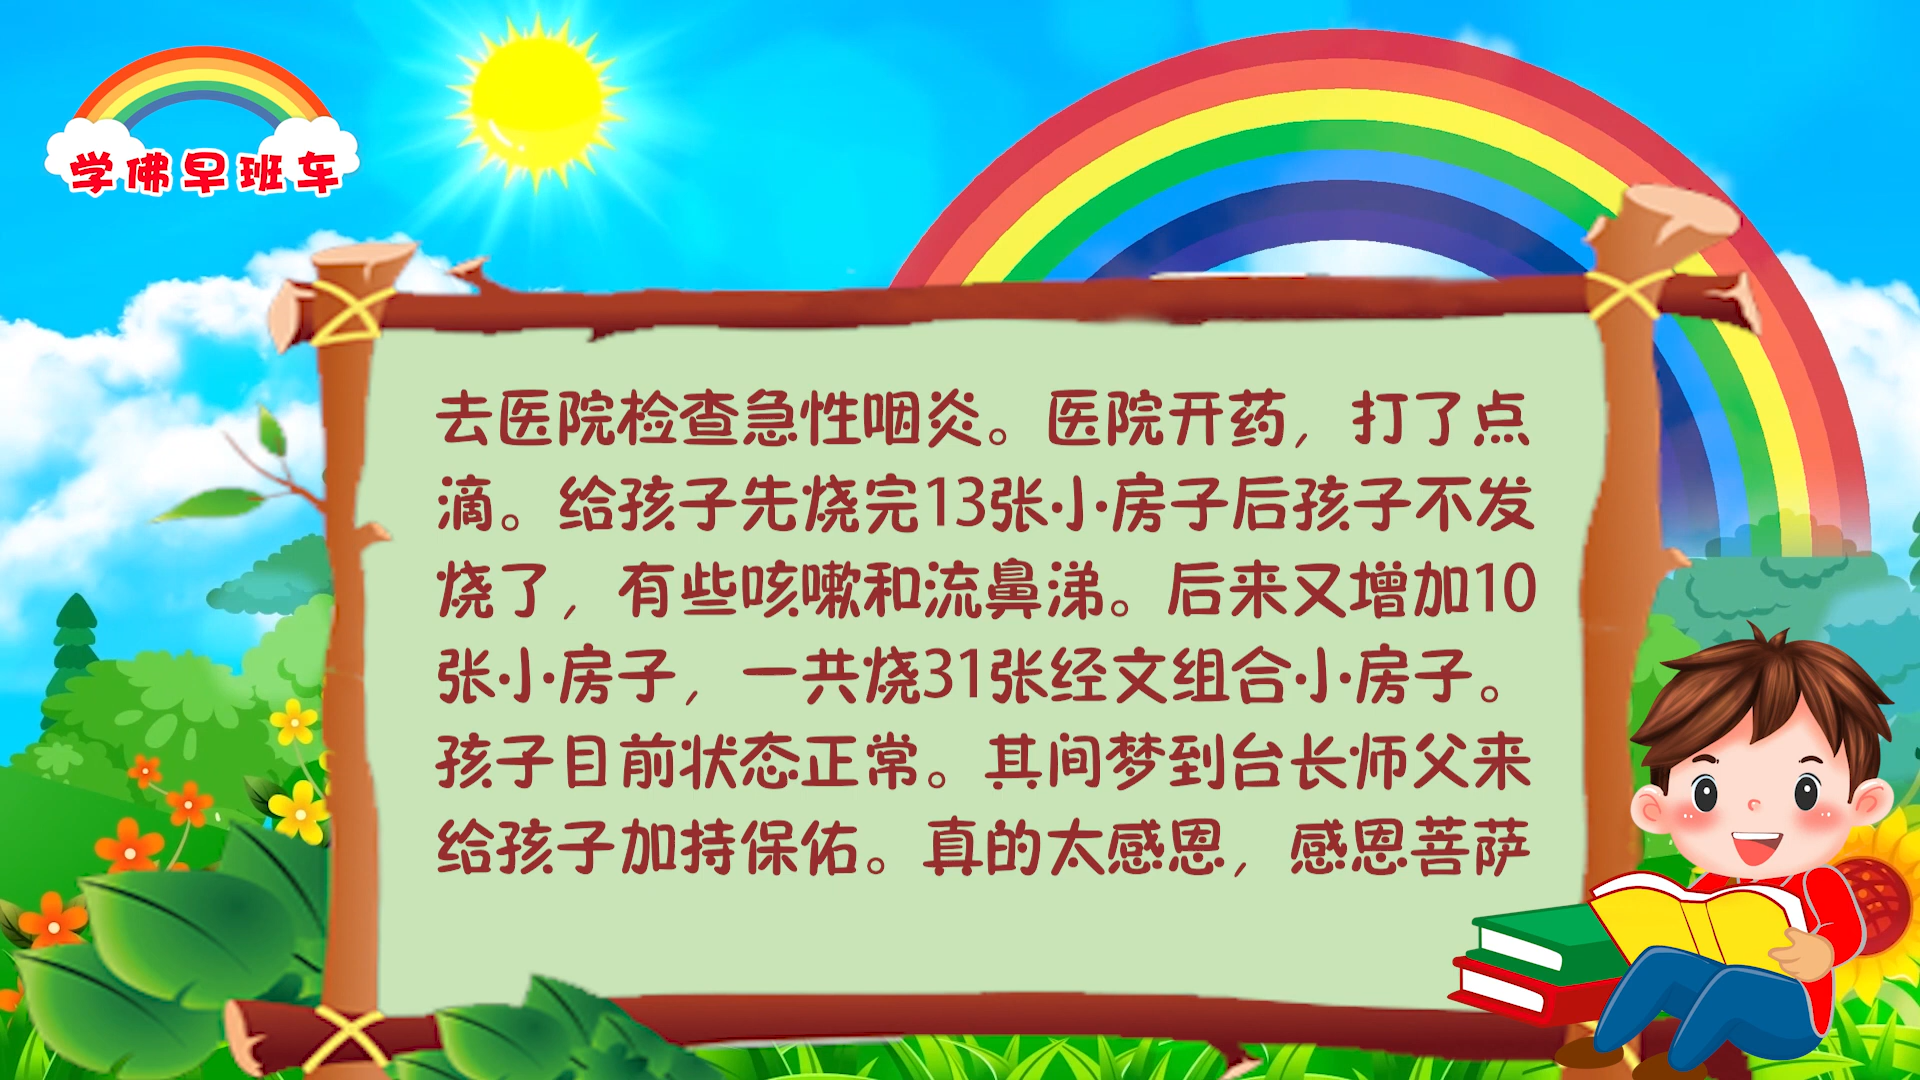 学佛早班车
去医院检查急性咽炎。医院开药，打了点
滴。给孩子先烧完13张小房子后孩子不发
烧了，有些咳嗽和流鼻涕。后来又增加10
张小房子，一共烧31张经文组合小房子。
孩子目前状态正常。其间梦到台长师父来
给孩子加持保佑。真的太感恩，感恩菩萨